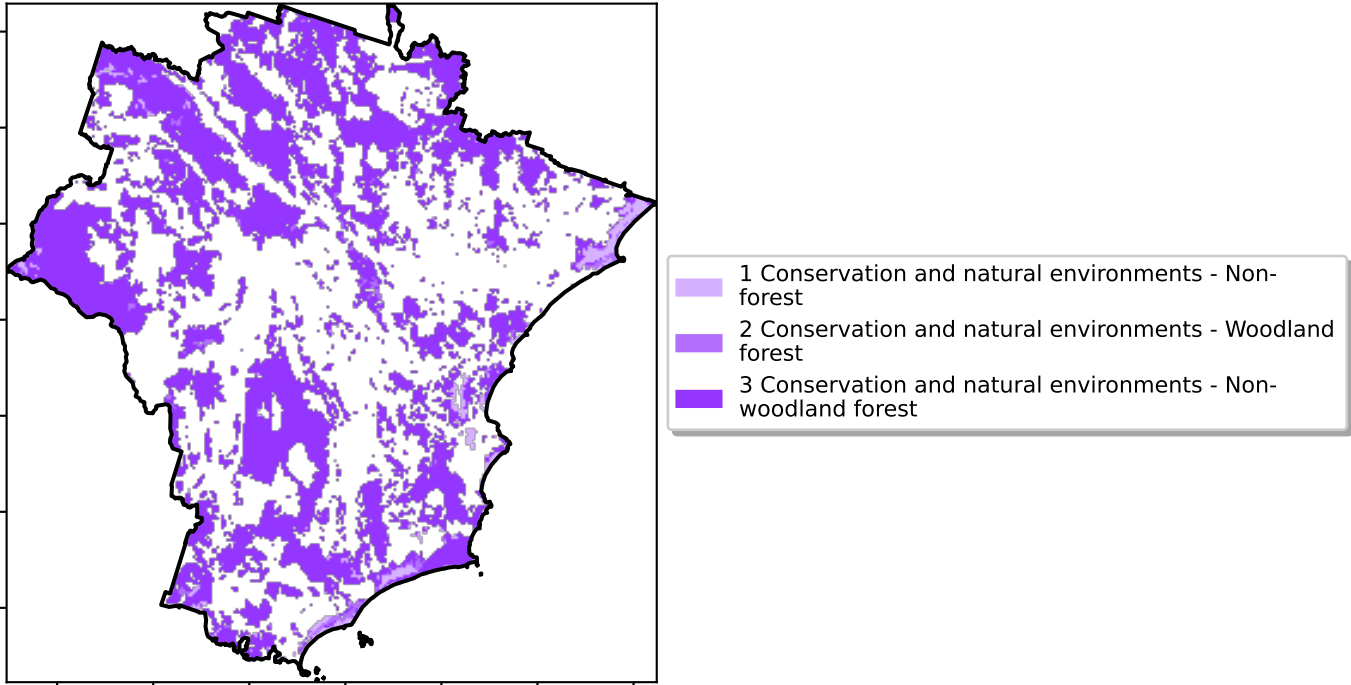 1 Conservation and natural environments - Non-
forest
2 Conservation and natural environments - Woodland
forest
3 Conservation and natural environments - Non-
woodland forest